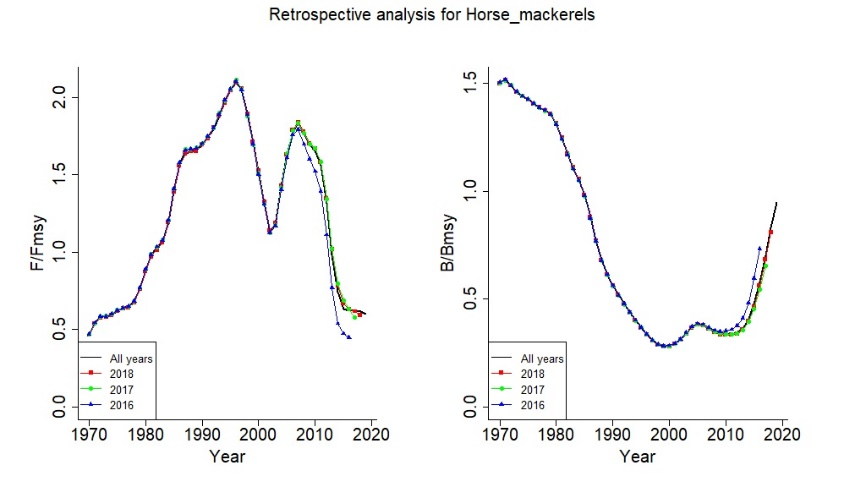 Retrospective analysis for Horse_mackerels
F/Fmsy
2.0
1.5
1.0
0.5
0.0
All years
2018
2017
2016
1970 1980 1990 2000 2010 2020
Year
B/Bmsy
1.5
1.0
0.5
0.0
All years
2018
2017
2016
1970 1980 1990 2000 2010 2020
Year